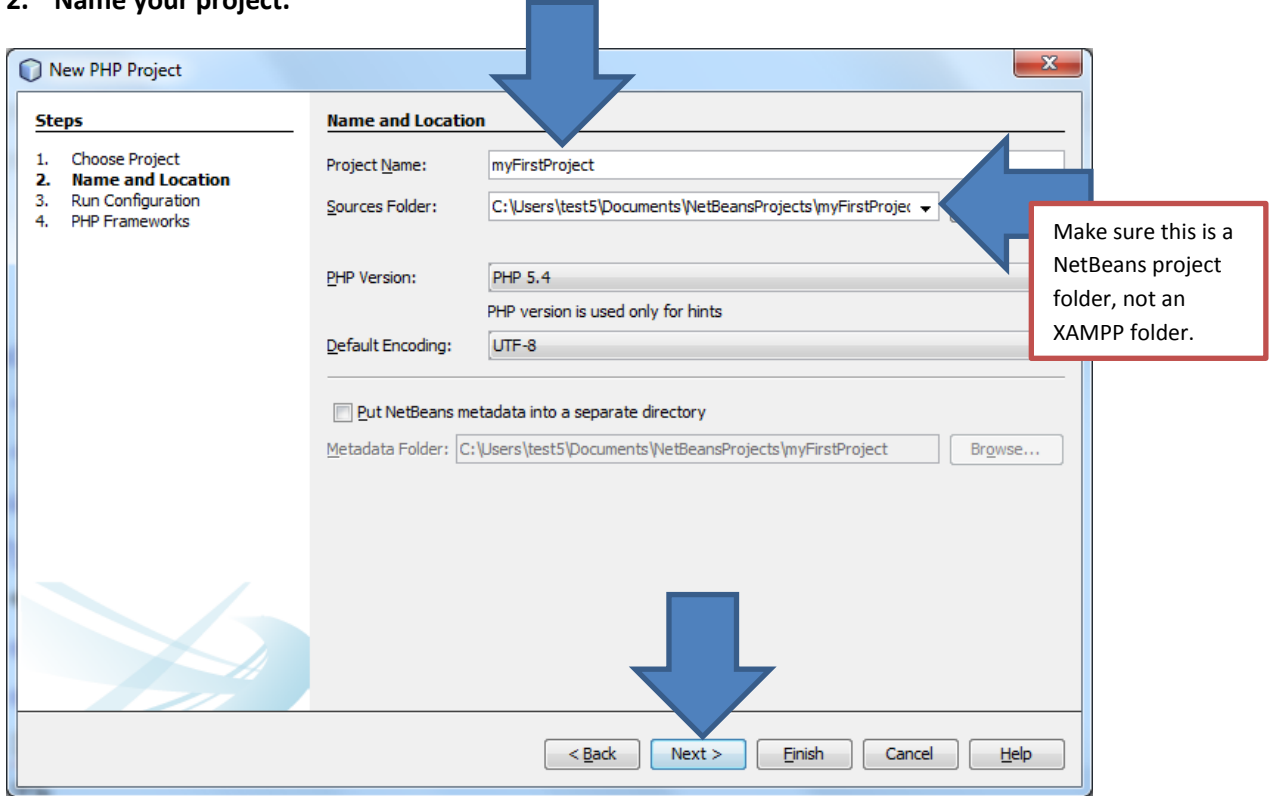 2. Name your project.
New PHP Project
Steps
1. Choose Project
2. Name and Location
3. Run Configuration
4. PHP Frameworks
Name and Location
Project Name: myFirstProject
Sources Folder: C:\Users\test5\Documents\NetBeansProjects\myFirstProjec
Make sure this is a
NetBeans project
folder, not an
XAMPP folder.
PHP Version: PHP 5.4
PHP version is used only for hints
Default Encoding: UTF-8
Put NetBeans metadata into a separate directory
Metadata Folder: C:\Users\test5\Documents\NetBeansProjects\myFirstProject Browse...
< Back Next > Finish Cancel Help